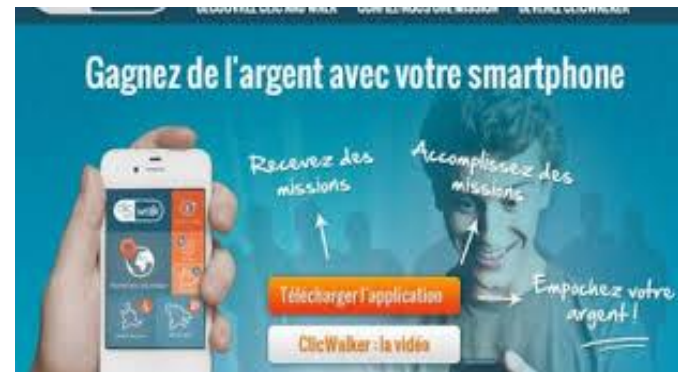 Gagnez de l'argent avec votre smartphone
Recevez des
missions
Accomplissez des
missions
Télécharger l'application
Empochez votre
argent !
ClicWalker : la vidéo